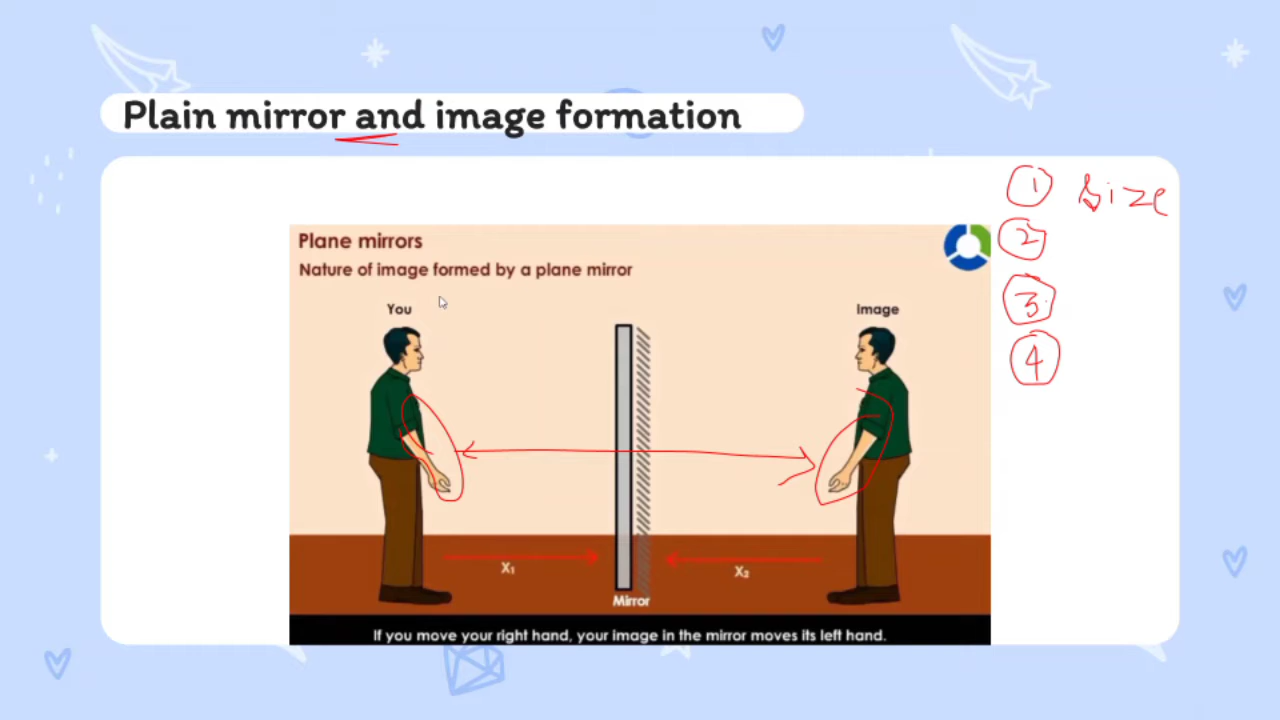 Plain mirror and image formation
① size
②
③
④
Plane mirrors
Nature of image formed by a plane mirror
You
Image
X₁
X₂
Mirror
If you move your right hand, your image in the mirror moves its left hand.